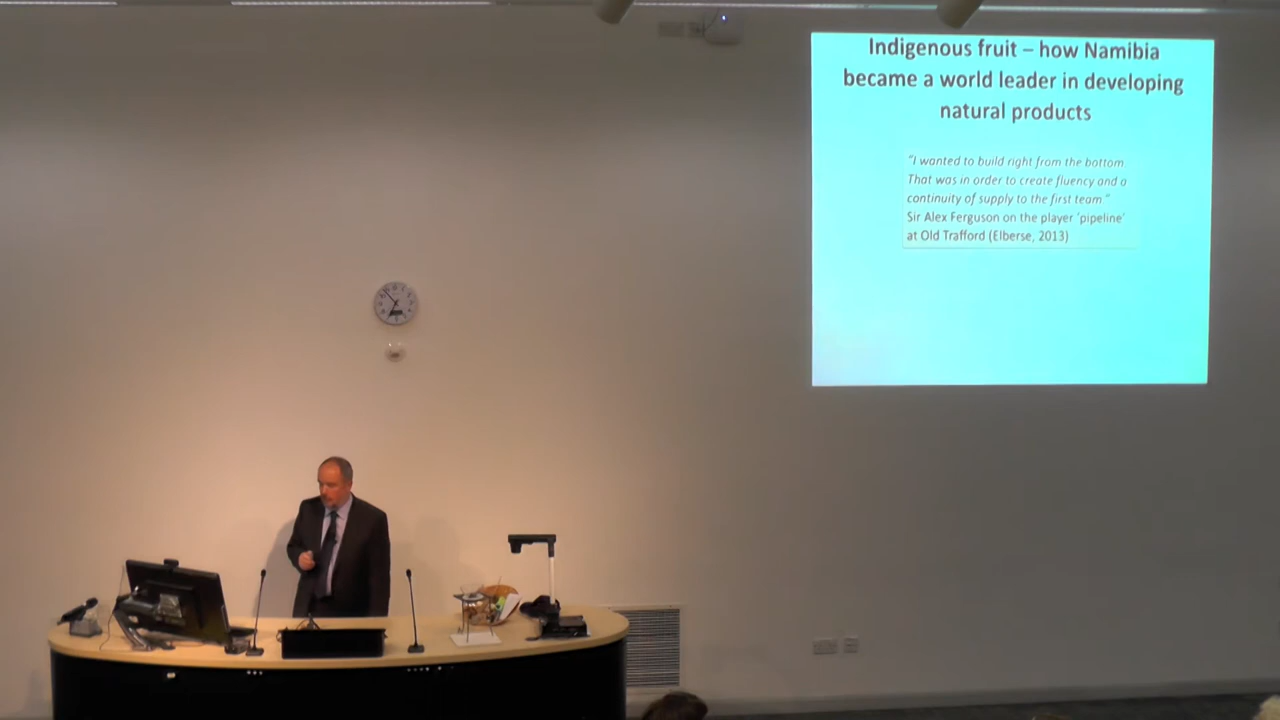 Indigenous fruit – how Namibia
became a world leader in developing
natural products
"I wanted to build right from the bottom.
That was in order to create fluency and a
continuity of supply to the first team."
Sir Alex Ferguson on the player 'pipeline'
at Old Trafford (Elberse, 2013)